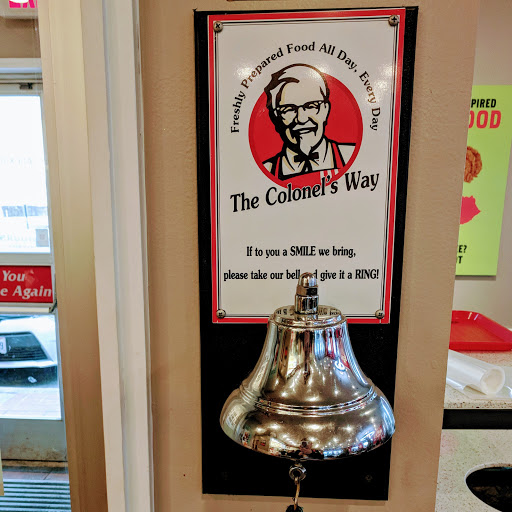 Freshly Prepared Food All Day, Every Day
The Colonel's Way
If to you a SMILE we bring,
please take our bell and give it a RING!
You
Again
PIRED
OOD